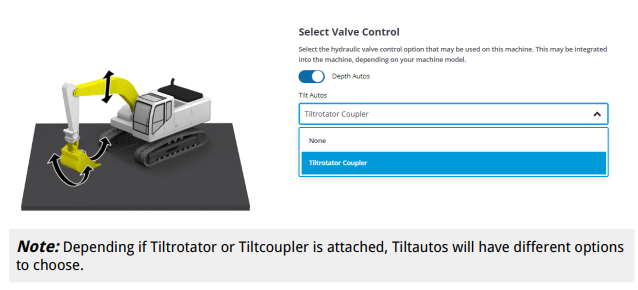 Select Valve Control
Select the hydraulic valve control option that may be used on this machine. This may be integrated
into the machine, depending on your machine model.
Depth Autos
Tilt Autos
Tiltrotator Coupler
None
Tiltrotator Coupler
Note: Depending if Tiltrotator or Tiltcoupler is attached, Tiltautos will have different options
to choose.